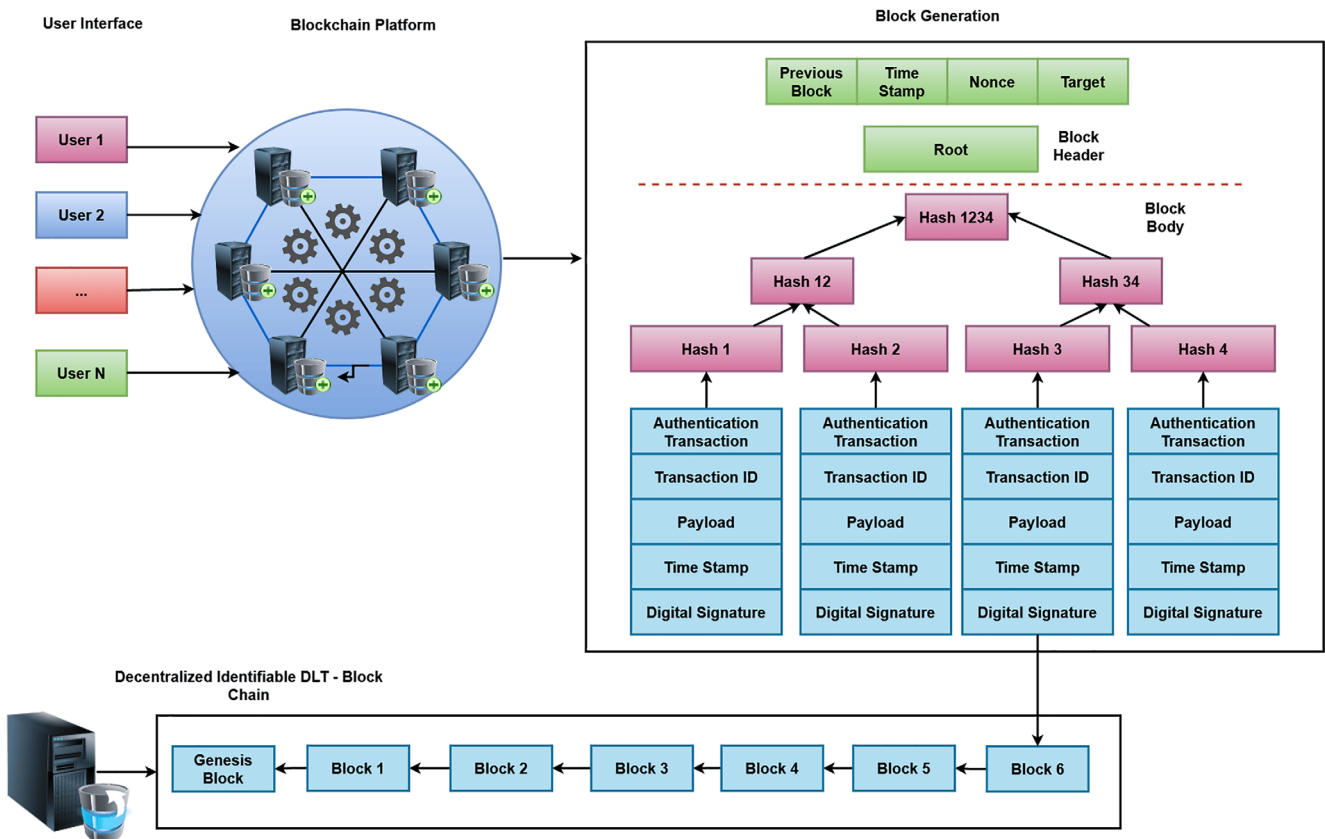 User Interface
Blockchain Platform
Block Generation
User 1
User 2
...
User N
Previous
Block
Time
Stamp
Nonce
Target
Root
Block
Header
Block
Body
Hash 1234
Hash 12
Hash 34
Hash 1
Hash 2
Hash 3
Hash 4
Authentication
Transaction
Transaction ID
Payload
Time Stamp
Digital Signature
Authentication
Transaction
Transaction ID
Payload
Time Stamp
Digital Signature
Authentication
Transaction
Transaction ID
Payload
Time Stamp
Digital Signature
Authentication
Transaction
Transaction ID
Payload
Time Stamp
Digital Signature
Decentralized Identifiable DLT - Block
Chain
Genesis
Block
Block 1
Block 2
Block 3
Block 4
Block 5
Block 6